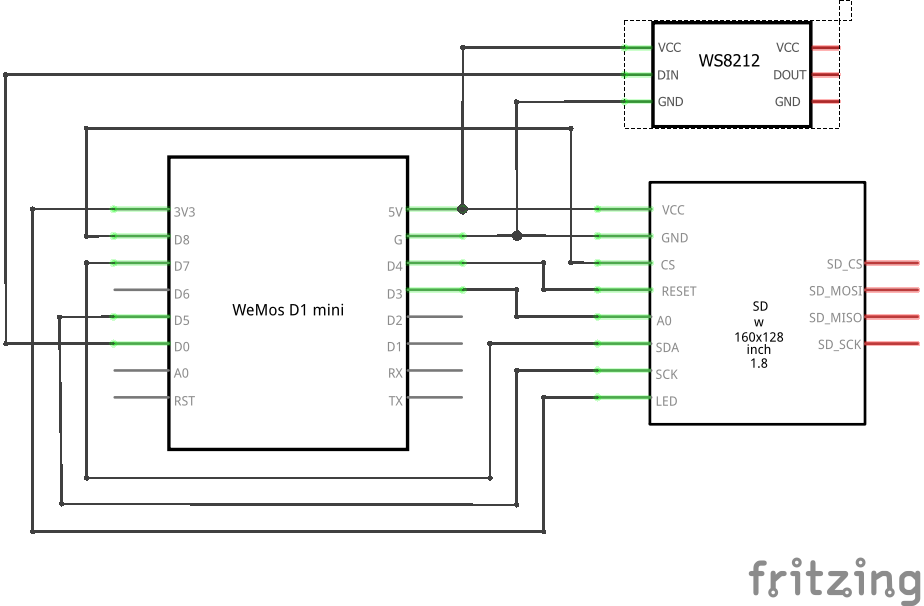 VCC
DIN
GND
WS8212
VCC
DOUT
GND
3V3
D8
D7
D6
D5
D0
A0
RST
WeMos D1 mini
5V
G
D4
D3
D2
D1
RX
TX
VCC
GND
CS
RESET
A0
SDA
SCK
LED
SD
w
160x128
inch
1.8
SD_CS
SD_MOSI
SD_MISO
SD_SCK
fritzing